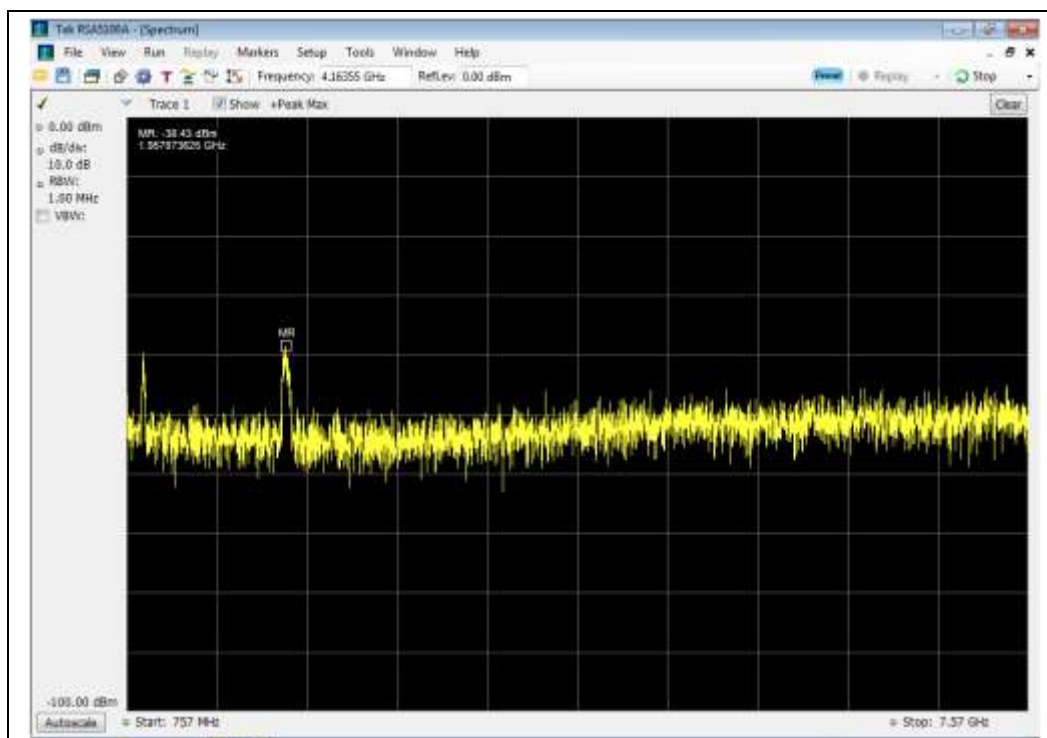 Tek RSA5106A - [Spectrum]
File View Run Replay Markers Setup Tools Window Help
Frequency: 4.16355 GHz RefLev: 0.00 dBm Preset Replay Stop
Trace 1 Show +Peak Max Clear
0.00 dBm
dB/div:
10.0 dB
RBW:
1.00 MHz
VBW:
MR: -38.43 dBm
GHz
MR
-100.00 dBm
Autoscale Start: 757 MHz Stop: 7.57 GHz